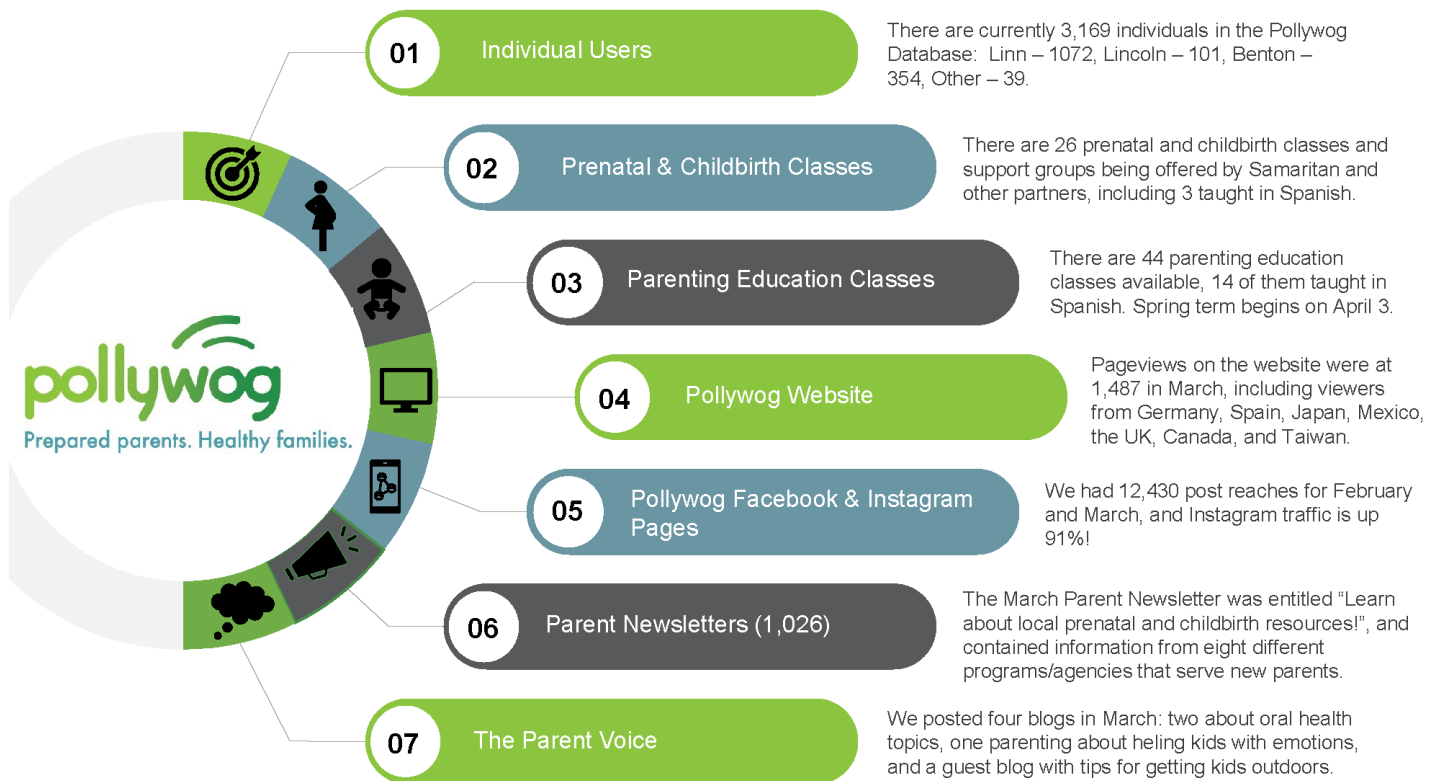 01
Individual Users
There are currently 3,169 individuals in the Pollywog
Database:  Linn – 1072, Lincoln – 101, Benton –
354, Other – 39.
02
Prenatal & Childbirth Classes
There are 26 prenatal and childbirth classes and
support groups being offered by Samaritan and
other partners, including 3 taught in Spanish.
03
Parenting Education Classes
There are 44 parenting education
classes available, 14 of them taught in
Spanish. Spring term begins on April 3.
pollywog
Prepared parents. Healthy families.
04
Pollywog Website
Pageviews on the website were at
1,487 in March, including viewers
from Germany, Spain, Japan, Mexico,
the UK, Canada, and Taiwan.
05
Pollywog Facebook & Instagram
Pages
We had 12,430 post reaches for February
and March, and Instagram traffic is up
91%!
06
Parent Newsletters (1,026)
The March Parent Newsletter was entitled “Learn
about local prenatal and childbirth resources!”, and
contained information from eight different
programs/agencies that serve new parents.
07
The Parent Voice
We posted four blogs in March: two about oral health
topics, one parenting about heling kids with emotions,
and a guest blog with tips for getting kids outdoors.